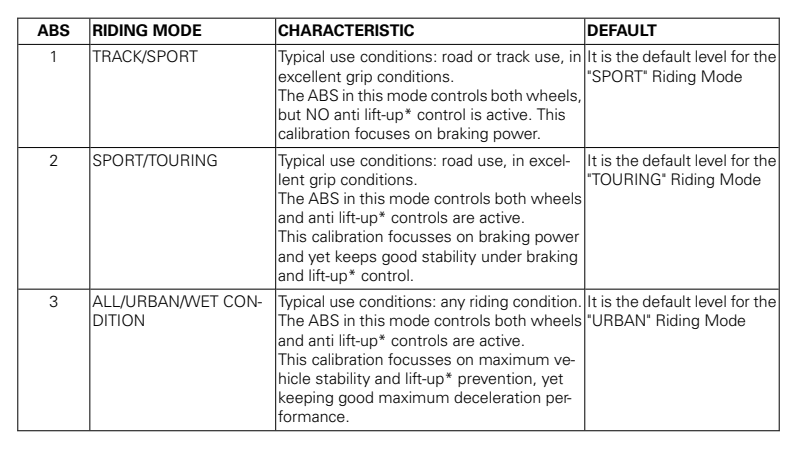 ABS RIDING MODE CHARACTERISTIC DEFAULT
1 TRACK/SPORT
Typical use conditions: road or track use, in
excellent grip conditions.
The ABS in this mode controls both wheels,
but NO anti lift-up* control is active. This
calibration focuses on braking power.
It is the default level for the
"SPORT" Riding Mode
2 SPORT/TOURING
Typical use conditions: road use, in excel-
lent grip conditions.
The ABS in this mode controls both wheels
and anti lift-up* controls are active.
This calibration focusses on braking power
and yet keeps good stability under braking
and lift-up* control.
It is the default level for the
"TOURING" Riding Mode
3 ALL/URBAN/WET CON-
DITION
Typical use conditions: any riding condition.
The ABS in this mode controls both wheels
and anti lift-up* controls are active.
This calibration focusses on maximum ve-
hicle stability and lift-up* prevention, yet
keeping good maximum deceleration per-
formance.
It is the default level for the
"URBAN" Riding Mode